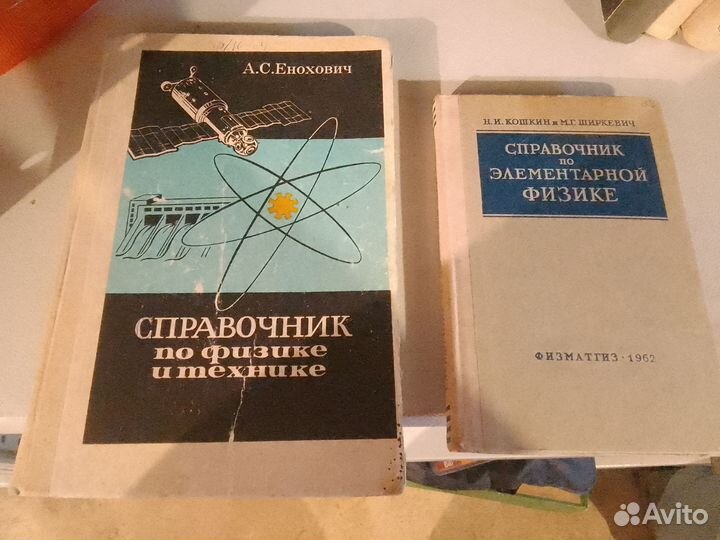 А.С.Енохович
СПРАВОЧНИК
по физике
и технике
Н.И.КОШКИН и М.Г.ШИРКЕВИЧ
СПРАВОЧНИК
ПО
ЭЛЕМЕНТАРНОЙ
ФИЗИКЕ
ФИЗМАТГИЗ · 1962
Avito